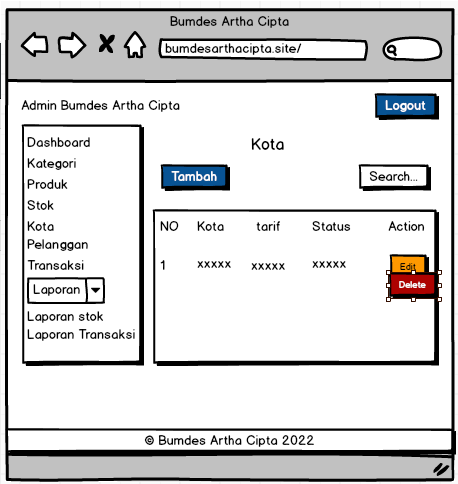 Bumdes Artha Cipta
bumdesarthacipta.site/
Admin Bumdes Artha Cipta
Logout
Dashboard
Kategori
Produk
Stok
Kota
Pelanggan
Transaksi
Laporan
Laporan stok
Laporan Transaksi
Kota
Tambah
Search...
NO Kota tarif Status Action
1 xxxxx xxxxx xxxxx Edit
Delete
© Bumdes Artha Cipta 2022